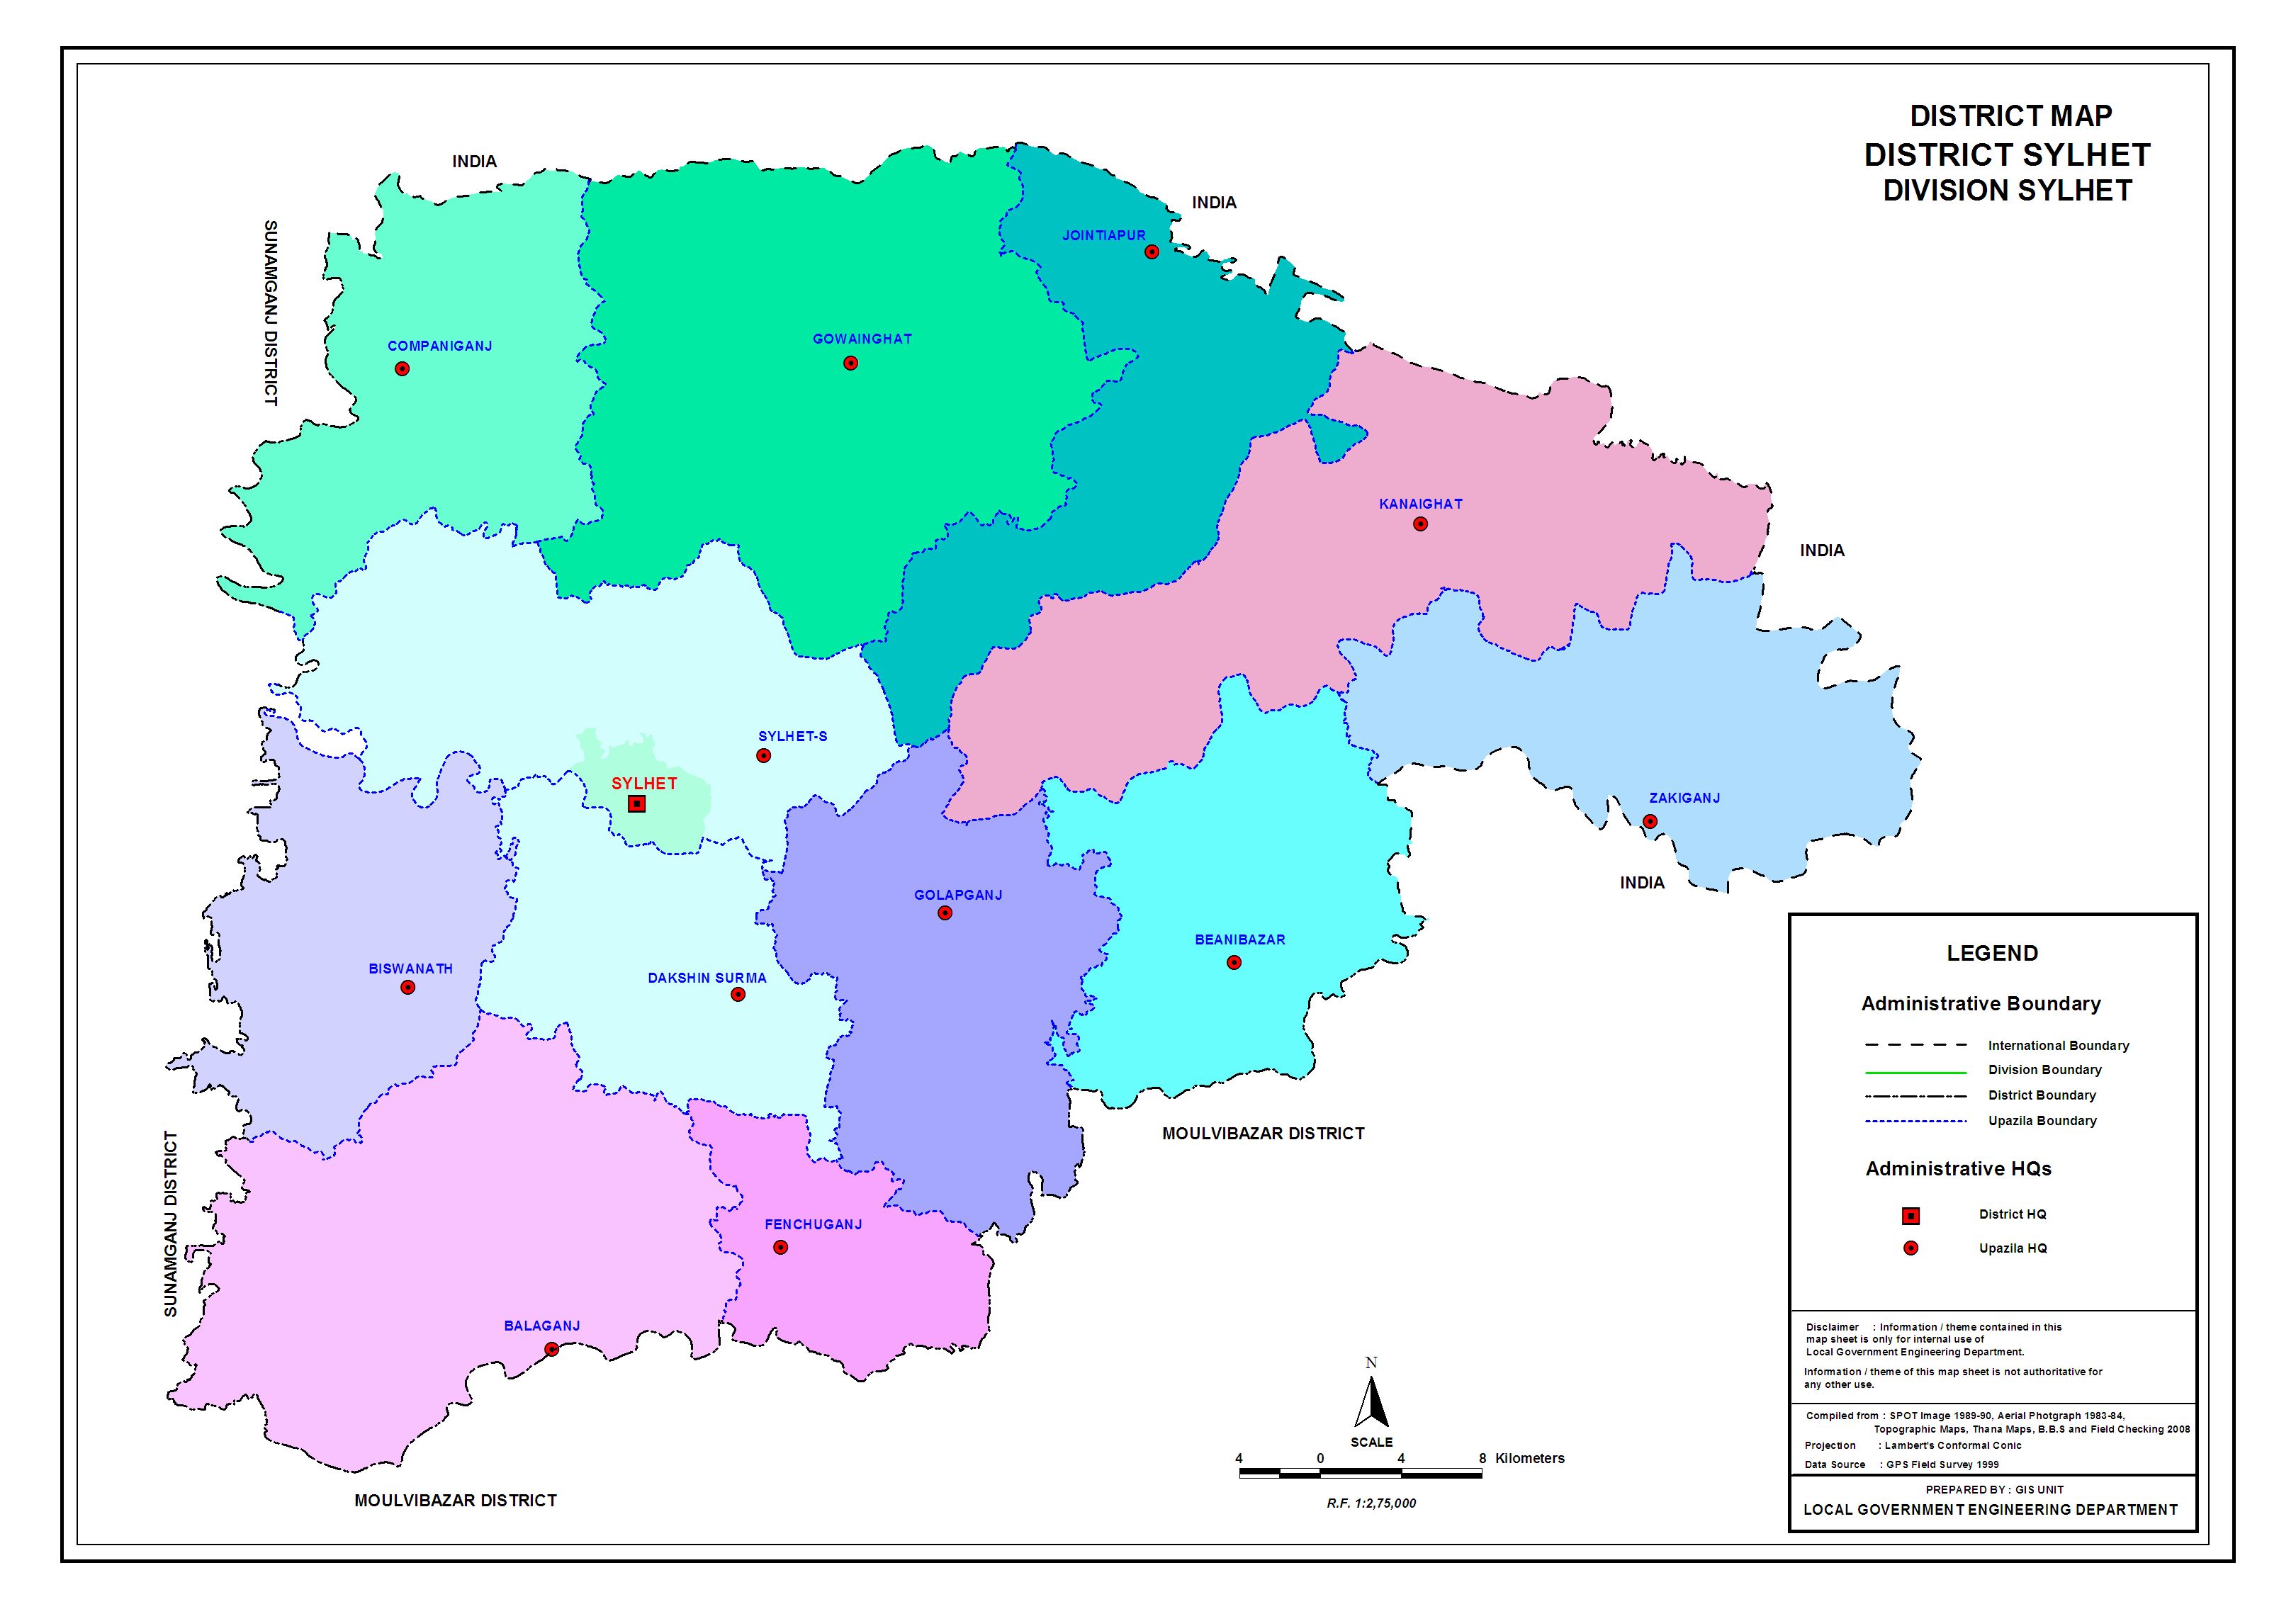 DISTRICT MAP
DISTRICT SYLHET
DIVISION SYLHET
INDIA
INDIA
SUNAMGANJ DISTRICT
JOINTIAPUR
COMPANIGANJ
GOWAINGHAT
KANAIGHAT
INDIA
SYLHET-S
SYLHET
ZAKIGANJ
INDIA
GOLAPGANJ
BEANIBAZAR
BISWANATH
DAKSHIN SURMA
MOULVIBAZAR DISTRICT
SUNAMGANJ DISTRICT
FENCHUGANJ
BALAGANJ
MOULVIBAZAR DISTRICT
N
SCALE
4 0 4 8 Kilometers
R.F. 1:2,75,000
LEGEND
Administrative Boundary
International Boundary
Division Boundary
District Boundary
Upazila Boundary
Administrative HQs
District HQ
Upazila HQ
Disclaimer : Information / theme contained in this
map sheet is only for internal use of
Local Government Engineering Department.
Information / theme of this map sheet is not authoritative for
any other use.
Compiled from : SPOT Image 1989-90, Aerial Photgraph 1983-84,
Topographic Maps, Thana Maps, B.B.S and Field Checking 2008
Projection : Lambert's Conformal Conic
Data Source : GPS Field Survey 1999
PREPARED BY : GIS UNIT
LOCAL GOVERNMENT ENGINEERING DEPARTMENT